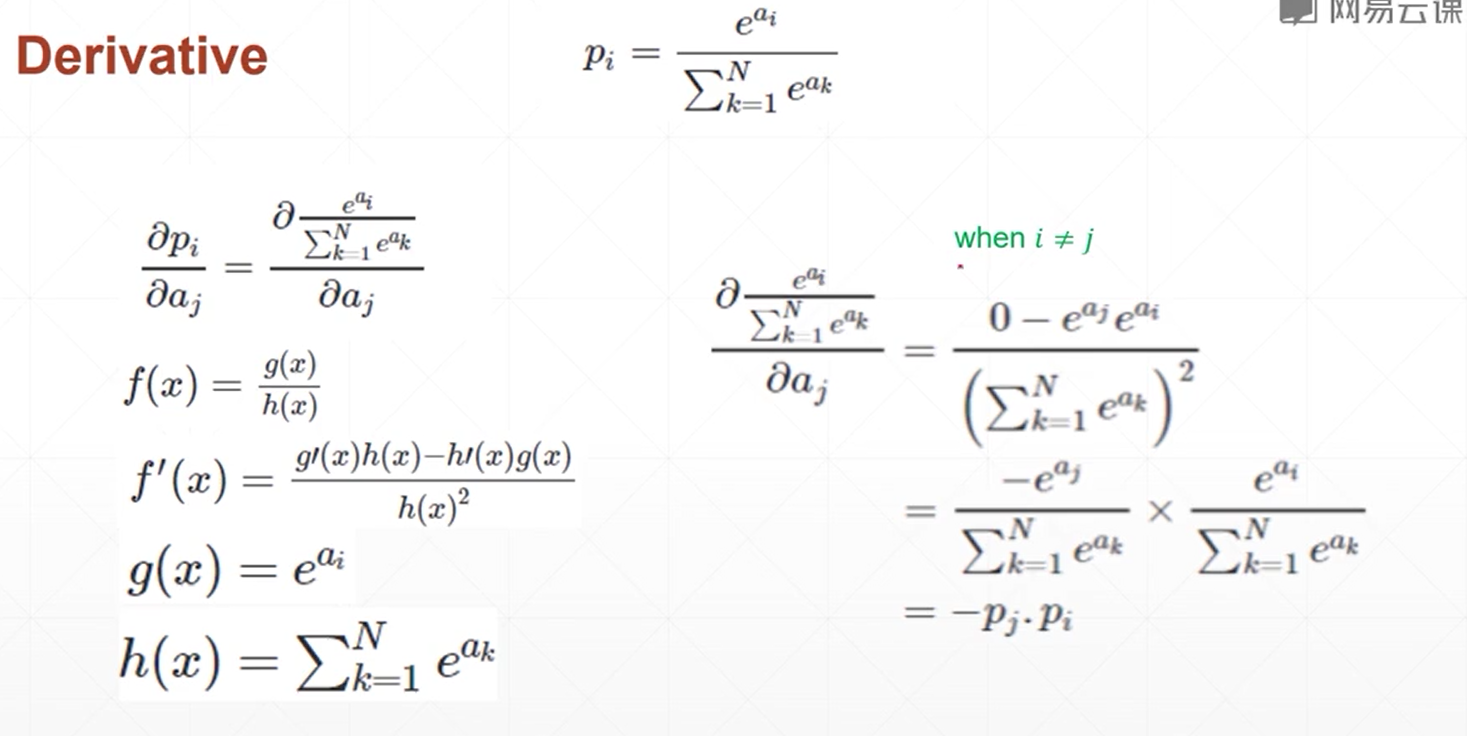 网易云课
Derivative
p_i = \frac{e^{a_i}}{\sum_{k=1}^{N} e^{a_k}}
\frac{\partial p_i}{\partial a_j} = \frac{\partial \frac{e^{a_i}}{\sum_{k=1}^{N} e^{a_k}}}{\partial a_j}
f(x) = \frac{g(x)}{h(x)}
f'(x) = \frac{g\prime(x)h(x)-h\prime(x)g(x)}{h(x)^2}
g(x) = e^{a_i}
h(x) = \sum_{k=1}^{N} e^{a_k}
when i ≠ j
\frac{\partial \frac{e^{a_i}}{\sum_{k=1}^{N} e^{a_k}}}{\partial a_j} = \frac{0 - e^{a_j} e^{a_i}}{\left(\sum_{k=1}^{N} e^{a_k}\right)^2}
= \frac{-e^{a_j}}{\sum_{k=1}^{N} e^{a_k}} \times \frac{e^{a_i}}{\sum_{k=1}^{N} e^{a_k}}
= -p_j . p_i